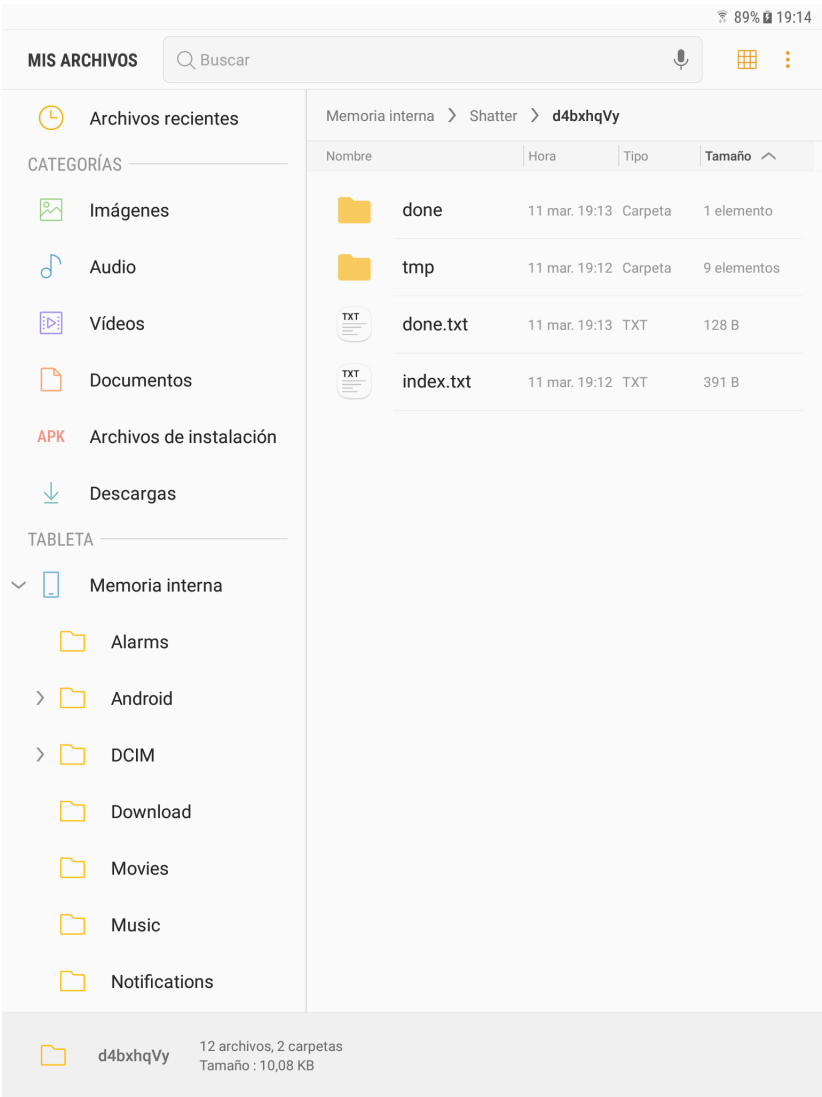 89% 19:14
MIS ARCHIVOS Buscar
Archivos recientes
CATEGORÍAS
Imágenes
Audio
Vídeos
Documentos
APK Archivos de instalación
Descargas
TABLETA
Memoria interna
Alarms
Android
DCIM
Download
Movies
Music
Notifications
Memoria interna > Shatter > d4bxhqVy
Nombre Hora Tipo Tamaño
done 11 mar. 19:13 Carpeta 1 elemento
tmp 11 mar. 19:12 Carpeta 9 elementos
TXT done.txt 11 mar. 19:13 TXT 128 B
TXT index.txt 11 mar. 19:12 TXT 391 B
d4bxhqVy
12 archivos, 2 carpetas
Tamaño : 10,08 KB